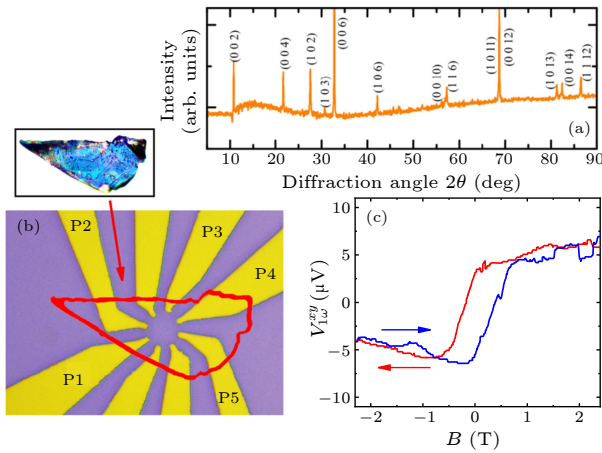 Intensity
(arb. units)
(0 0 2)
(0 0 4)
(1 0 2)
(1 0 3)
(0 0 6)
(1 0 6)
(0 0 10)
(1 1 6)
(1 0 11)
(0 0 12)
(1 0 13)
(0 0 14)
(1 1 12)
(a)
10 20 30 40 50 60 70 80 90
Diffraction angle 2θ (deg)
(b)
P2
P3
P4
P1
P5
(c)
10
5
0
-5
-10
V^{xy}_{1ω} (μV)
-2 -1 0 1 2
B (T)